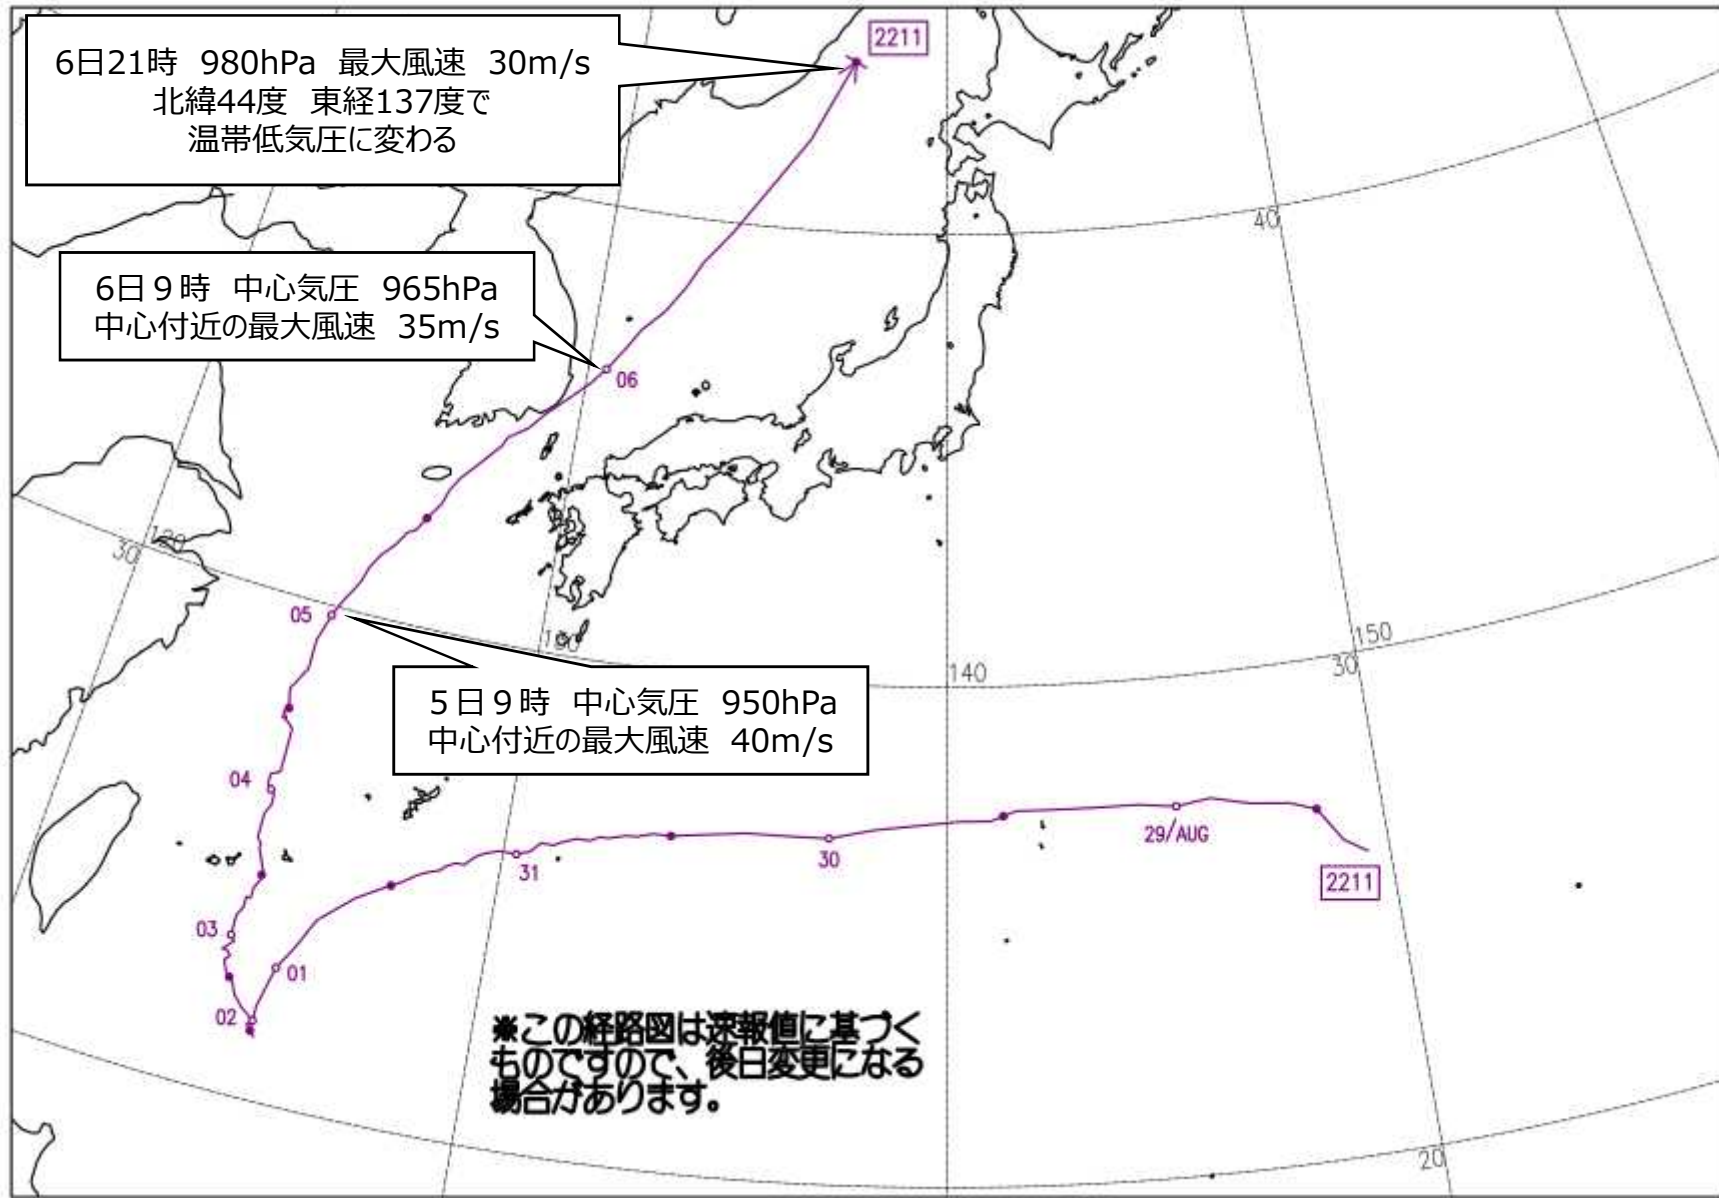 2211
6日21時 980hPa 最大風速 30m/s
北緯44度 東経137度で
温帯低気圧に変わる
40
6日9時 中心気圧 965hPa
中心付近の最大風速 35m/s
06
120
30
05
130
150
30
140
5日9時 中心気圧 950hPa
中心付近の最大風速 40m/s
04
29/AUG
30
31
2211
03
01
02
※この経路図は速報値に基づく
ものですので、後日変更になる
場合があります。
20